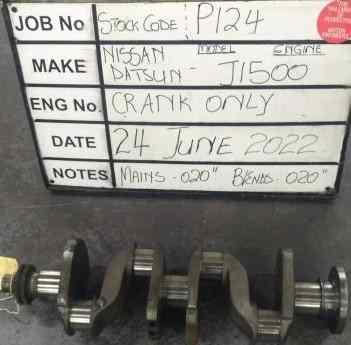 JOB No STOCK CODE: P124
MODEL ENGINE
MAKE NISSAN DATSUN - J1500
ENG No. CRANK ONLY
DATE 24 JUNE 2022
NOTES MAINS -.020" B/ENDS -.020"